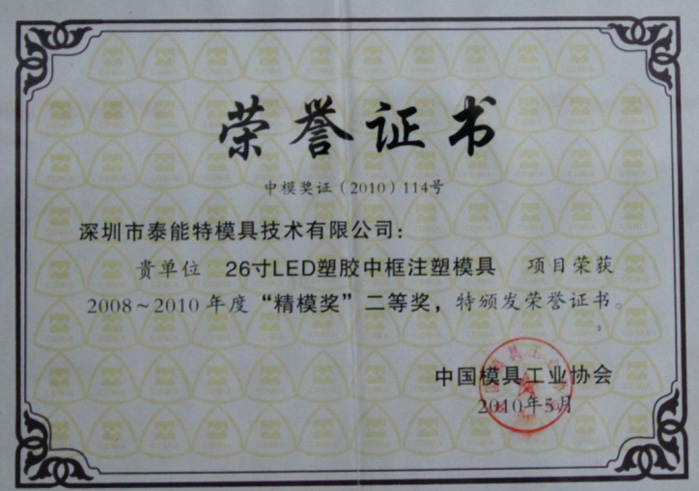 荣誉证书
中模奖证（2010）114号
深圳市泰能特模具技术有限公司：
贵单位 26寸LED塑胶中框注塑模具 项目荣获
2008～2010年度“精模奖”二等奖，特颁发荣誉证书。
中国模具工业协会
2010年5月